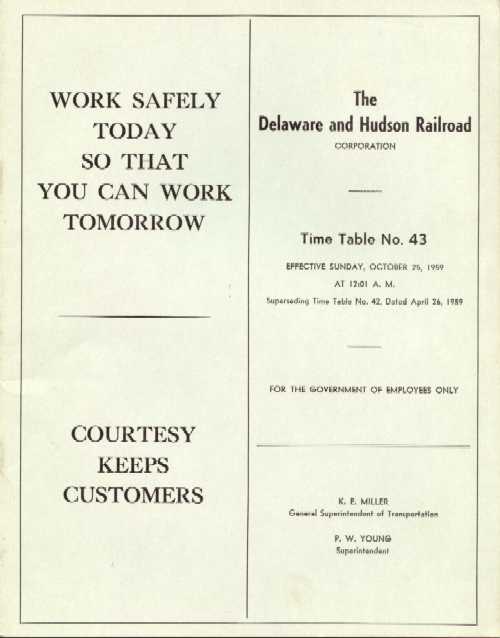 WORK SAFELY
TODAY
SO THAT
YOU CAN WORK
TOMORROW
COURTESY
KEEPS
CUSTOMERS
The
Delaware and Hudson Railroad
CORPORATION
Time Table No. 43
EFFECTIVE SUNDAY, OCTOBER 25, 1959
AT 12:01 A. M.
Superseding Time Table No. 42, Dated April 26, 1959
FOR THE GOVERNMENT OF EMPLOYEES ONLY
K. E. MILLER
General Superintendent of Transportation
P. W. YOUNG
Superintendent